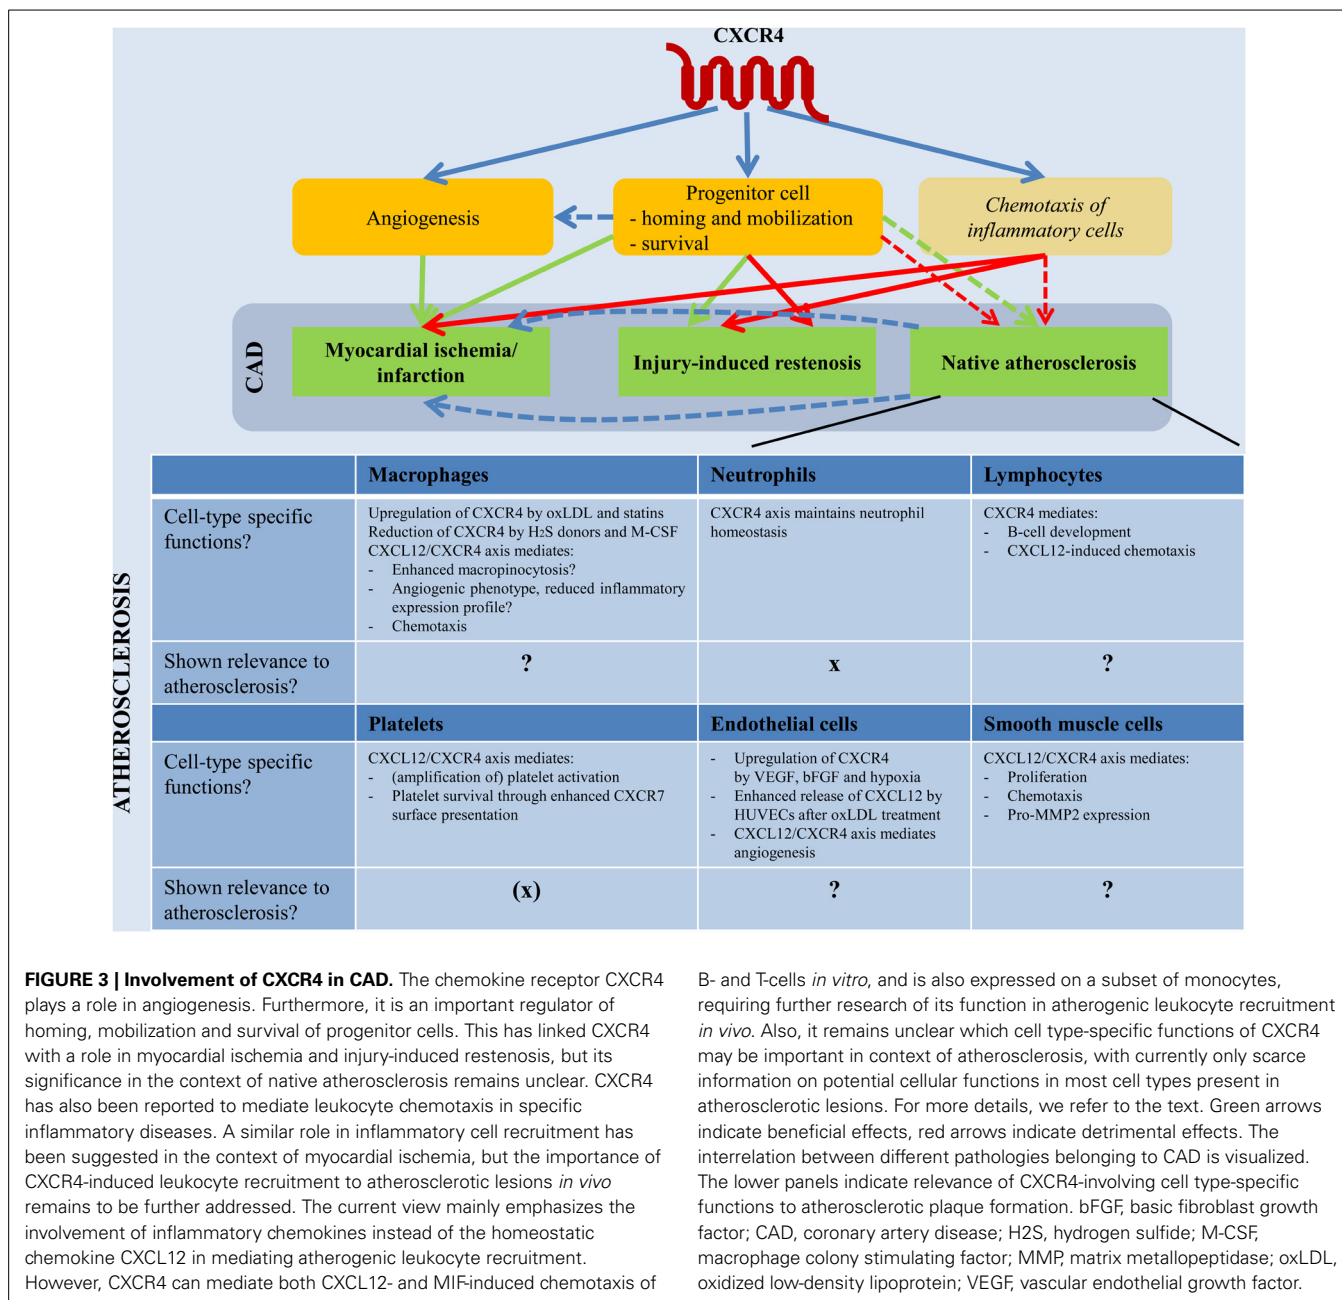 CXCR4
Angiogenesis
Progenitor cell
- homing and mobilization
- survival
Chemotaxis of
inflammatory cells
CAD
Myocardial ischemia/
infarction
Injury-induced restenosis
Native atherosclerosis
ATHEROSCLEROSIS
Macrophages
Neutrophils
Lymphocytes
Cell-type specific
functions?
Upregulation of CXCR4 by oxLDL and statins
Reduction of CXCR4 by H2S donors and M-CSF
CXCL12/CXCR4 axis mediates:
- Enhanced macropinocytosis?
- Angiogenic phenotype, reduced inflammatory
expression profile?
- Chemotaxis
CXCR4 axis maintains neutrophil
homeostasis
CXCR4 mediates:
- B-cell development
- CXCL12-induced chemotaxis
Shown relevance to
atherosclerosis?
?
x
?
Platelets
Endothelial cells
Smooth muscle cells
Cell-type specific
functions?
CXCL12/CXCR4 axis mediates:
- (amplification of) platelet activation
- Platelet survival through enhanced CXCR7
surface presentation
- Upregulation of CXCR4
by VEGF, bFGF and hypoxia
- Enhanced release of CXCL12 by
HUVECs after oxLDL treatment
- CXCL12/CXCR4 axis mediates
angiogenesis
CXCL12/CXCR4 axis mediates:
- Proliferation
- Chemotaxis
- Pro-MMP2 expression
Shown relevance to
atherosclerosis?
(x)
?
?
FIGURE 3 | Involvement of CXCR4 in CAD. The chemokine receptor CXCR4
plays a role in angiogenesis. Furthermore, it is an important regulator of
homing, mobilization and survival of progenitor cells. This has linked CXCR4
with a role in myocardial ischemia and injury-induced restenosis, but its
significance in the context of native atherosclerosis remains unclear. CXCR4
has also been reported to mediate leukocyte chemotaxis in specific
inflammatory diseases. A similar role in inflammatory cell recruitment has
been suggested in the context of myocardial ischemia, but the importance of
CXCR4-induced leukocyte recruitment to atherosclerotic lesions in vivo
remains to be further addressed. The current view mainly emphasizes the
involvement of inflammatory chemokines instead of the homeostatic
chemokine CXCL12 in mediating atherogenic leukocyte recruitment.
However, CXCR4 can mediate both CXCL12- and MIF-induced chemotaxis of
B- and T-cells in vitro, and is also expressed on a subset of monocytes,
requiring further research of its function in atherogenic leukocyte recruitment
in vivo. Also, it remains unclear which cell type-specific functions of CXCR4
may be important in context of atherosclerosis, with currently only scarce
information on potential cellular functions in most cell types present in
atherosclerotic lesions. For more details, we refer to the text. Green arrows
indicate beneficial effects, red arrows indicate detrimental effects. The
interrelation between different pathologies belonging to CAD is visualized.
The lower panels indicate relevance of CXCR4-involving cell type-specific
functions to atherosclerotic plaque formation. bFGF, basic fibroblast growth
factor; CAD, coronary artery disease; H2S, hydrogen sulfide; M-CSF,
macrophage colony stimulating factor; MMP, matrix metallopeptidase; oxLDL,
oxidized low-density lipoprotein; VEGF, vascular endothelial growth factor.